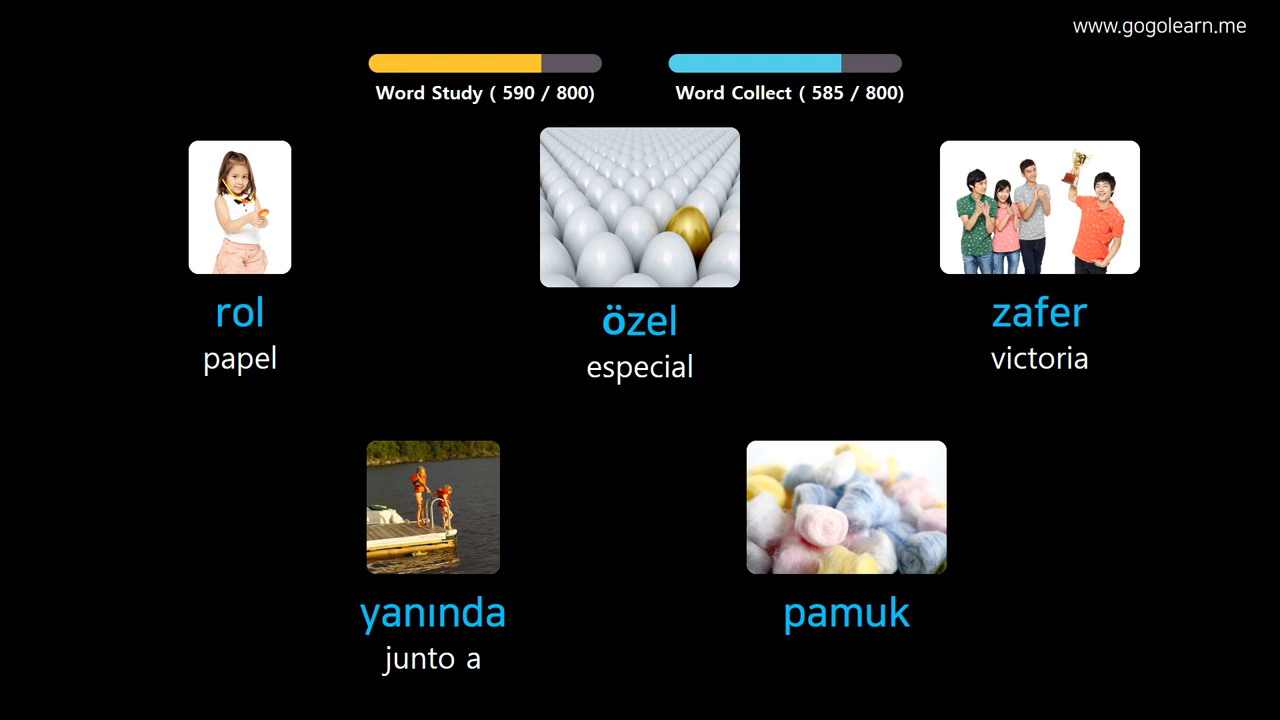 www.gogolearn.me
Word Study ( 590 / 800)
Word Collect ( 585 / 800)
rol
papel
özel
especial
zafer
victoria
yanında
junto a
pamuk